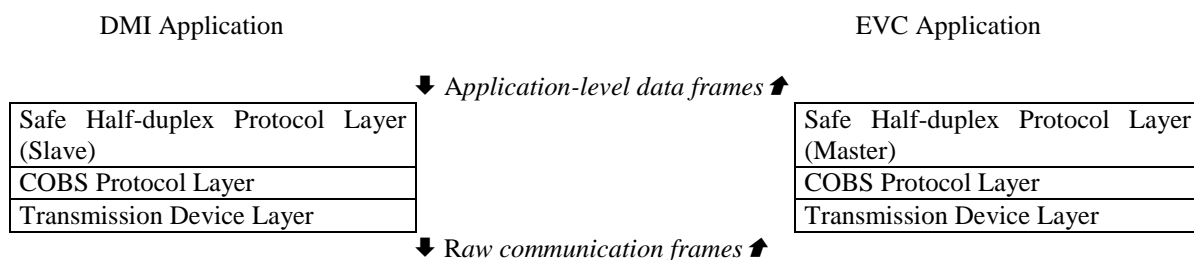 DMI Application EVC Application
⬇ Application-level data frames ⬆
Safe Half-duplex Protocol Layer
(Slave)
COBS Protocol Layer
Transmission Device Layer
Safe Half-duplex Protocol Layer
(Master)
COBS Protocol Layer
Transmission Device Layer
⬇ Raw communication frames ⬆